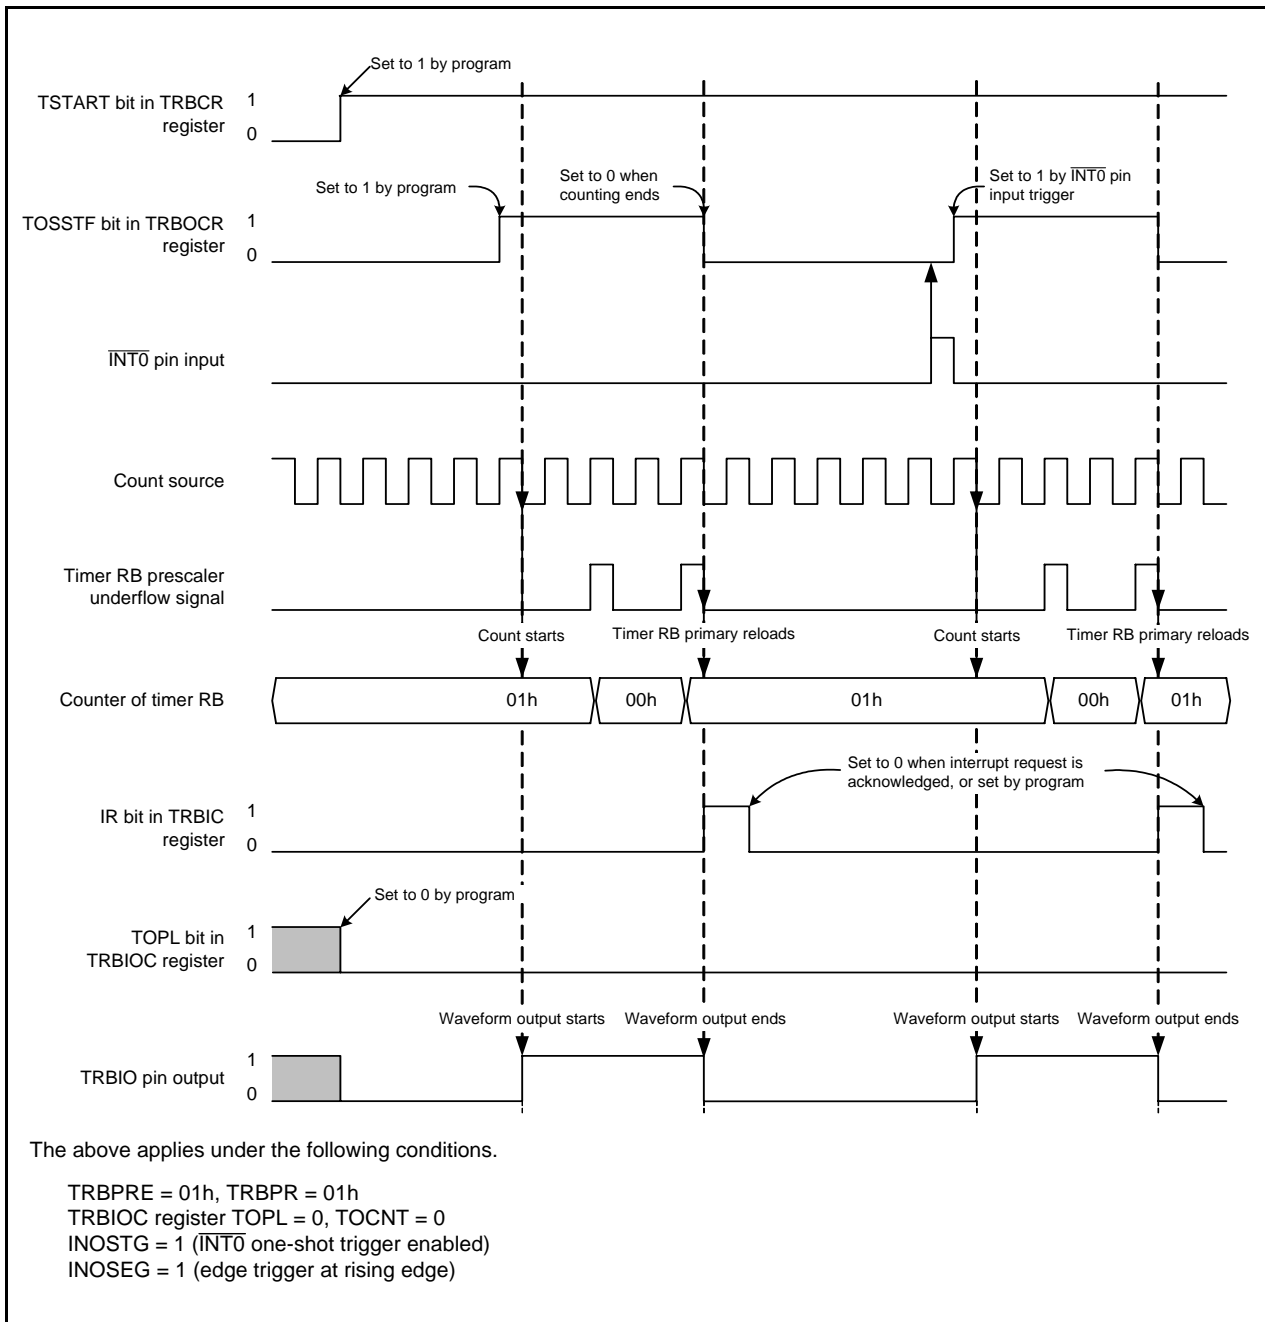 Set to 1 by program
TSTART bit in TRBCR
register
1
0
Set to 1 by program
Set to 0 when
counting ends
Set to 1 by INT0 pin
input trigger
TOSSTF bit in TRBOCR
register
1
0
INT0 pin input
Count source
Timer RB prescaler
underflow signal
Count starts
Timer RB primary reloads
Count starts
Timer RB primary reloads
Counter of timer RB
01h
00h
01h
00h
01h
Set to 0 when interrupt request is
acknowledged, or set by program
IR bit in TRBIC
register
1
0
Set to 0 by program
TOPL bit in
TRBIOC register
1
0
Waveform output starts
Waveform output ends
Waveform output starts
Waveform output ends
TRBIO pin output
1
0
The above applies under the following conditions.
TRBPRE = 01h, TRBPR = 01h
TRBIOC register TOPL = 0, TOCNT = 0
INOSTG = 1 (INT0 one-shot trigger enabled)
INOSEG = 1 (edge trigger at rising edge)